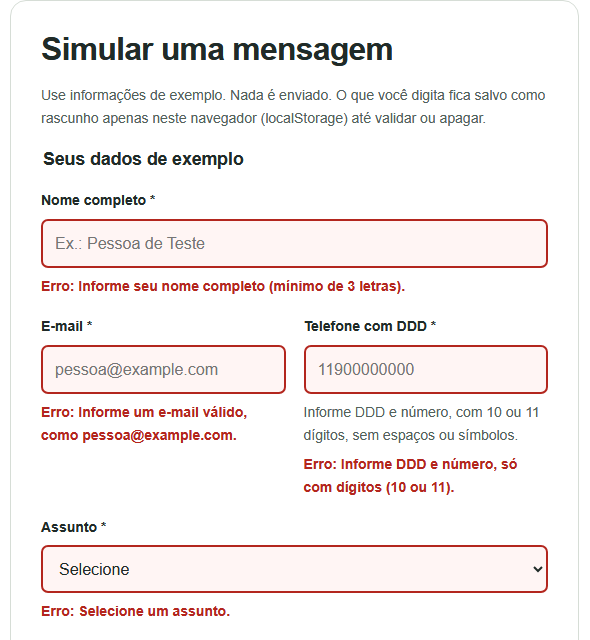 Simular uma mensagem
Use informações de exemplo. Nada é enviado. O que você digita fica salvo como
rascunho apenas neste navegador (localStorage) até validar ou apagar.
Seus dados de exemplo
Nome completo *
Ex.: Pessoa de Teste
Erro: Informe seu nome completo (mínimo de 3 letras).
E-mail *
pessoa@example.com
Erro: Informe um e-mail válido,
como pessoa@example.com.
Telefone com DDD *
11900000000
Informe DDD e número, com 10 ou 11
dígitos, sem espaços ou símbolos.
Erro: Informe DDD e número, só
com dígitos (10 ou 11).
Assunto *
Selecione
Erro: Selecione um assunto.